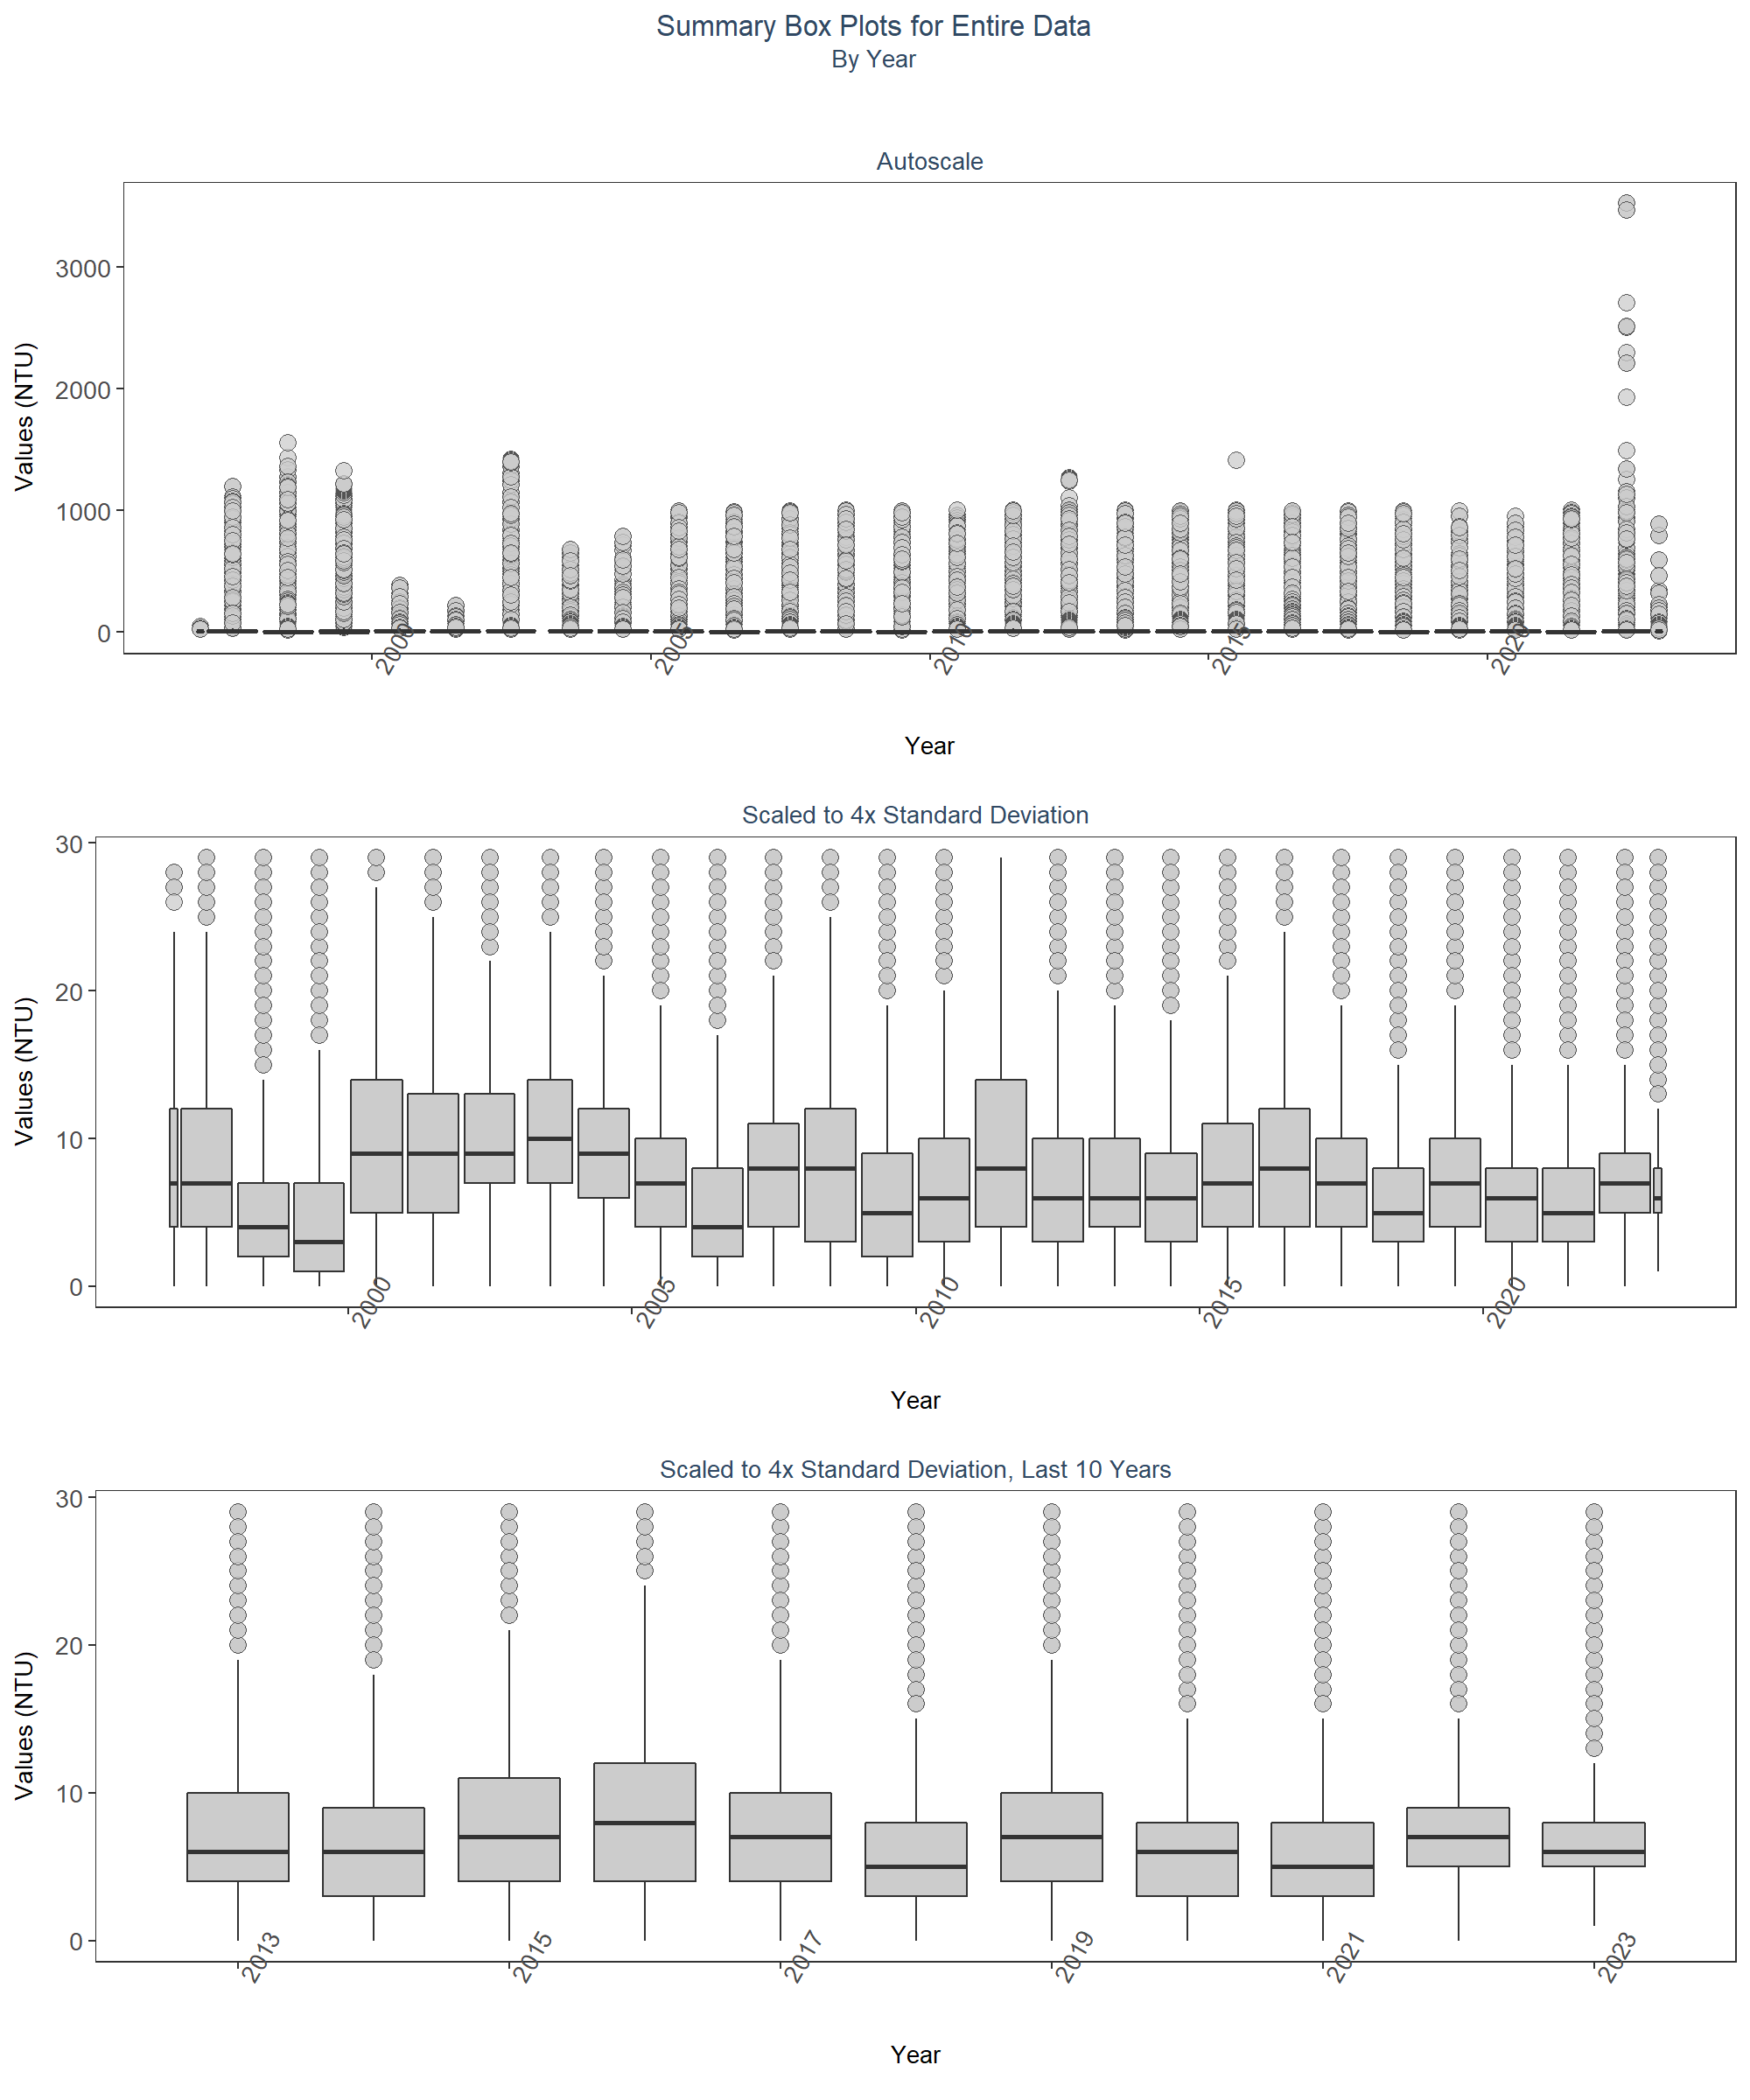 Summary Box Plots for Entire Data
By Year
Autoscale
Values (NTU)
3000
2000
1000
0
2000
2005
2010
2015
2020
Year
Scaled to 4x Standard Deviation
Values (NTU)
30
20
10
0
2000
2005
2010
2015
2020
Year
Scaled to 4x Standard Deviation, Last 10 Years
Values (NTU)
30
20
10
0
2013
2015
2017
2019
2021
2023
Year